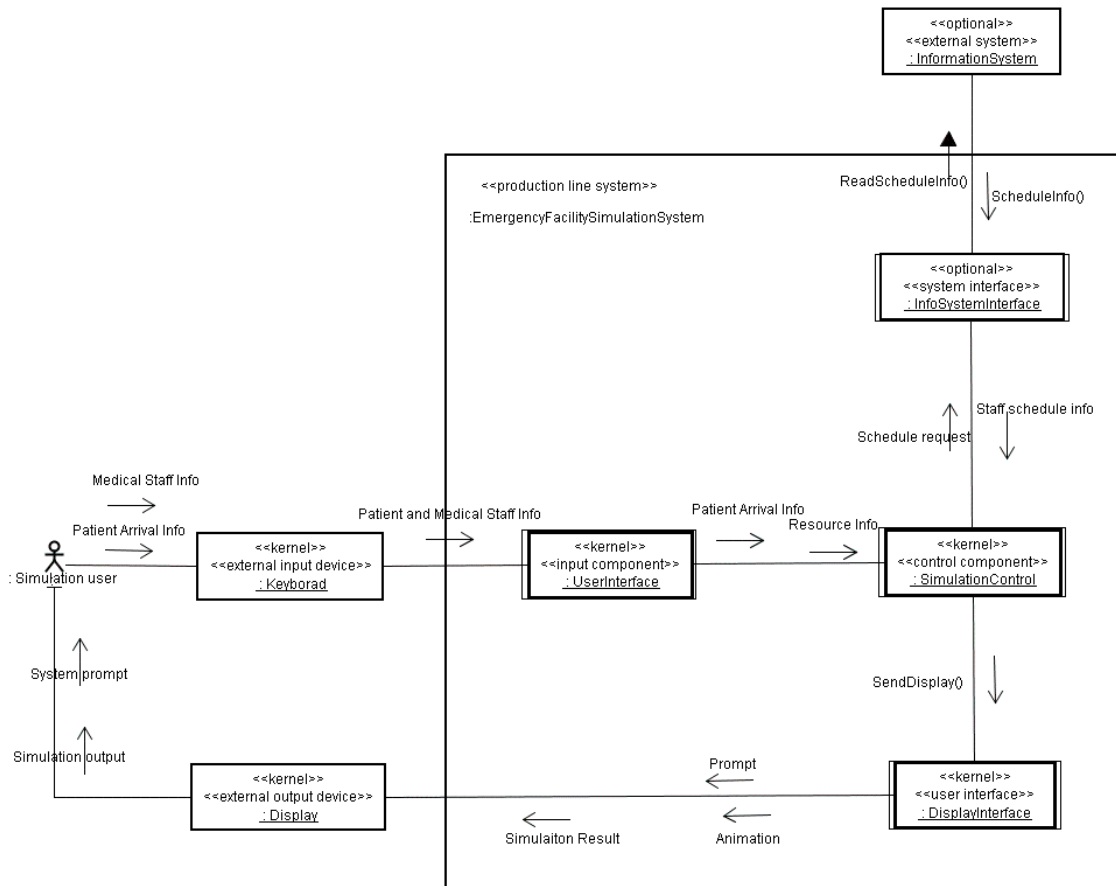 <<optional>>
<<external system>>
: InformationSystem
ReadScheduleInfo()
ScheduleInfo()
<<production line system>>
:EmergencyFacilitySimulationSystem
<<optional>>
<<system interface>>
: InfoSystemInterface
Staff schedule info
Schedule request
Medical Staff Info
Patient Arrival Info
Patient and Medical Staff Info
Patient Arrival Info
Resource Info
: Simulation user
<<kernel>>
<<external input device>>
: Keyborad
<<kernel>>
<<input component>>
: UserInterface
<<kernel>>
<<control component>>
: SimulationControl
System prompt
SendDisplay()
Simulation output
<<kernel>>
<<external output device>>
: Display
Prompt
Simulaiton Result
Animation
<<kernel>>
<<user interface>>
: DisplayInterface